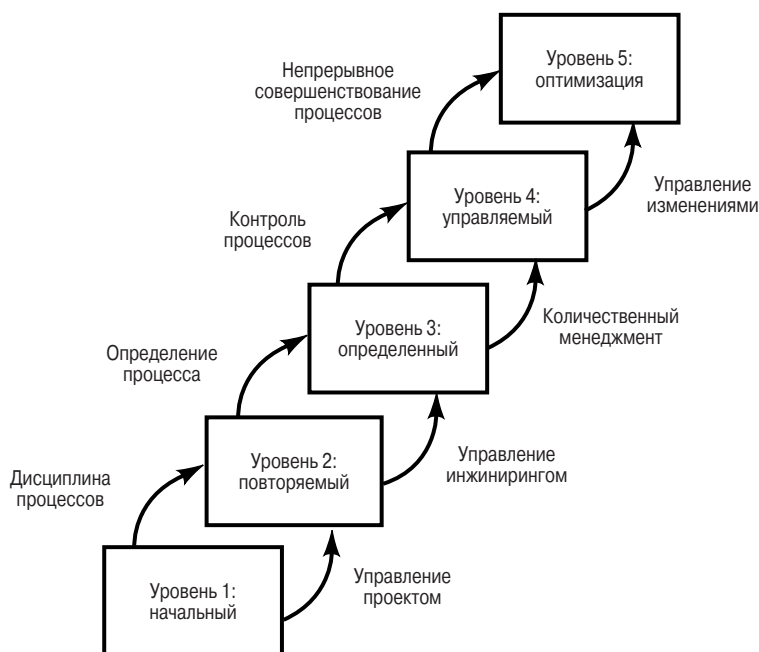 Уровень 5:
оптимизация
Непрерывное
совершенствование
процессов
Уровень 4:
управляемый
Управление
изменениями
Контроль
процессов
Уровень 3:
определенный
Количественный
менеджмент
Определение
процесса
Уровень 2:
повторяемый
Управление
инжинирингом
Дисциплина
процессов
Уровень 1:
начальный
Управление
проектом